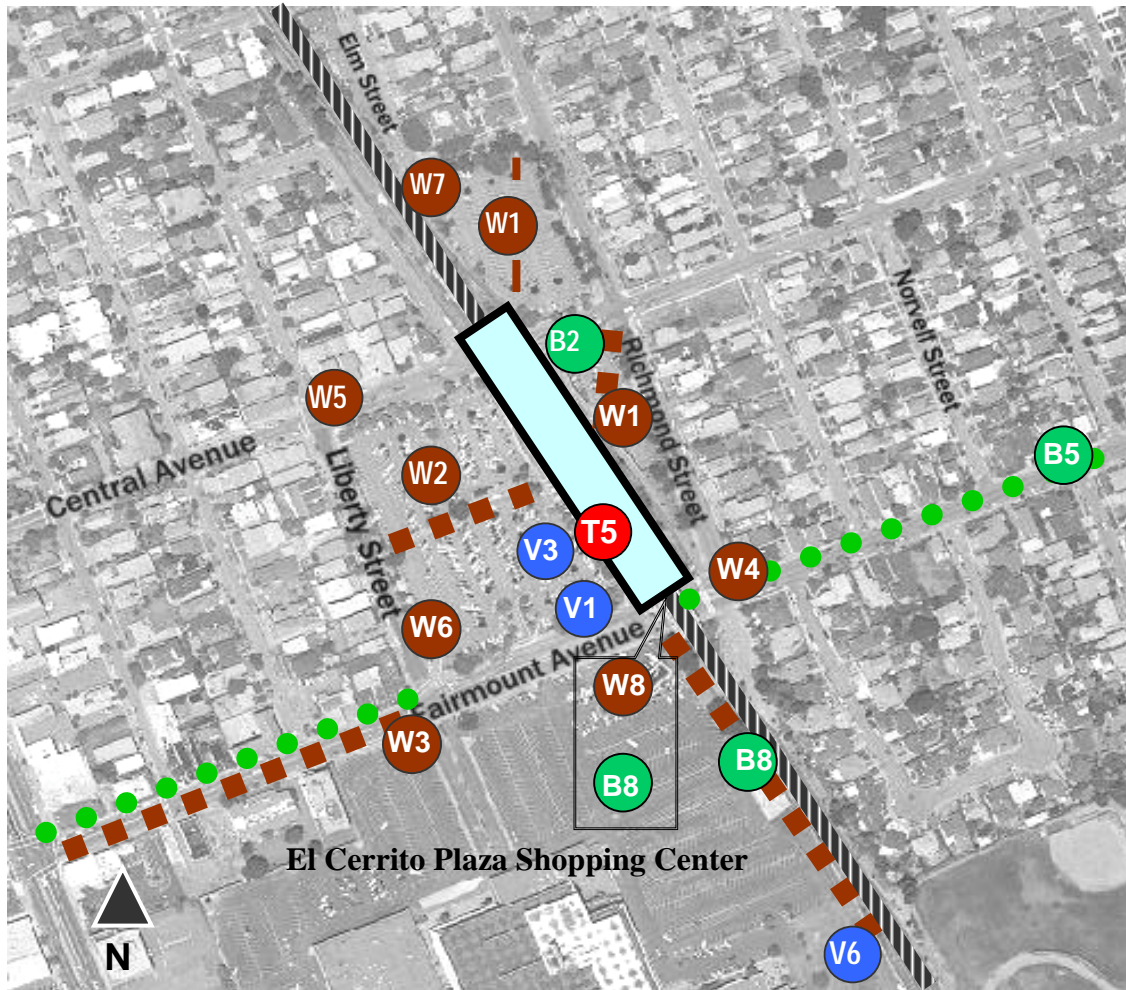 Elm Street
W7
W1
B2
Richmond Street
Norvell Street
W5
W1
B5
Central Avenue
Liberty Street
W2
T5
V3
W4
V1
W6
Fairmount Avenue
W8
W3
B8
B8
El Cerrito Plaza Shopping Center
V6
N